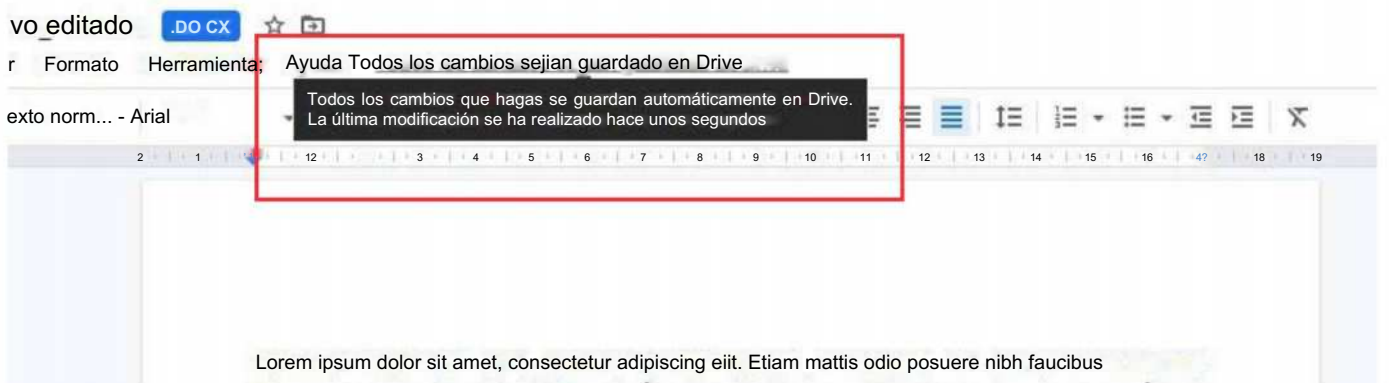 vo_editado .DO CX
r Formato Herramienta; Ayuda Todos los cambios sejian guardado en Drive
Todos los cambios que hagas se guardan automáticamente en Drive.
La última modificación se ha realizado hace unos segundos
exto norm... - Arial
2 1 12 3 4 5 6 7 8 9 10 11 12 13 14 15 16 4? 18 19
Lorem ipsum dolor sit amet, consectetur adipiscing eiit. Etiam mattis odio posuere nibh faucibus